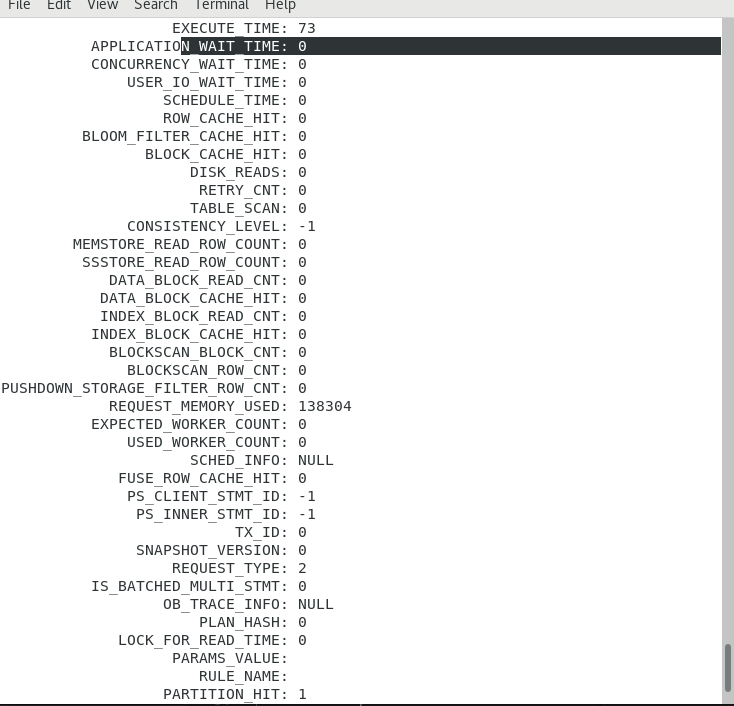 File Edit View Search Terminal Help
EXECUTE_TIME: 73
APPLICATION_WAIT_TIME: 0
CONCURRENCY_WAIT_TIME: 0
USER_IO_WAIT_TIME: 0
SCHEDULE_TIME: 0
ROW_CACHE_HIT: 0
BLOOM_FILTER_CACHE_HIT: 0
BLOCK_CACHE_HIT: 0
DISK_READS: 0
RETRY_CNT: 0
TABLE_SCAN: 0
CONSISTENCY_LEVEL: -1
MEMSTORE_READ_ROW_COUNT: 0
SSSTORE_READ_ROW_COUNT: 0
DATA_BLOCK_READ_CNT: 0
DATA_BLOCK_CACHE_HIT: 0
INDEX_BLOCK_READ_CNT: 0
INDEX_BLOCK_CACHE_HIT: 0
BLOCKSCAN_BLOCK_CNT: 0
BLOCKSCAN_ROW_CNT: 0
PUSHDOWN_STORAGE_FILTER_ROW_CNT: 0
REQUEST_MEMORY_USED: 138304
EXPECTED_WORKER_COUNT: 0
USED_WORKER_COUNT: 0
SCHED_INFO: NULL
FUSE_ROW_CACHE_HIT: 0
PS_CLIENT_STMT_ID: -1
PS_INNER_STMT_ID: -1
TX_ID: 0
SNAPSHOT_VERSION: 0
REQUEST_TYPE: 2
IS_BATCHED_MULTI_STMT: 0
OB_TRACE_INFO: NULL
PLAN_HASH: 0
LOCK_FOR_READ_TIME: 0
PARAMS_VALUE:
RULE_NAME:
PARTITION_HIT: 1